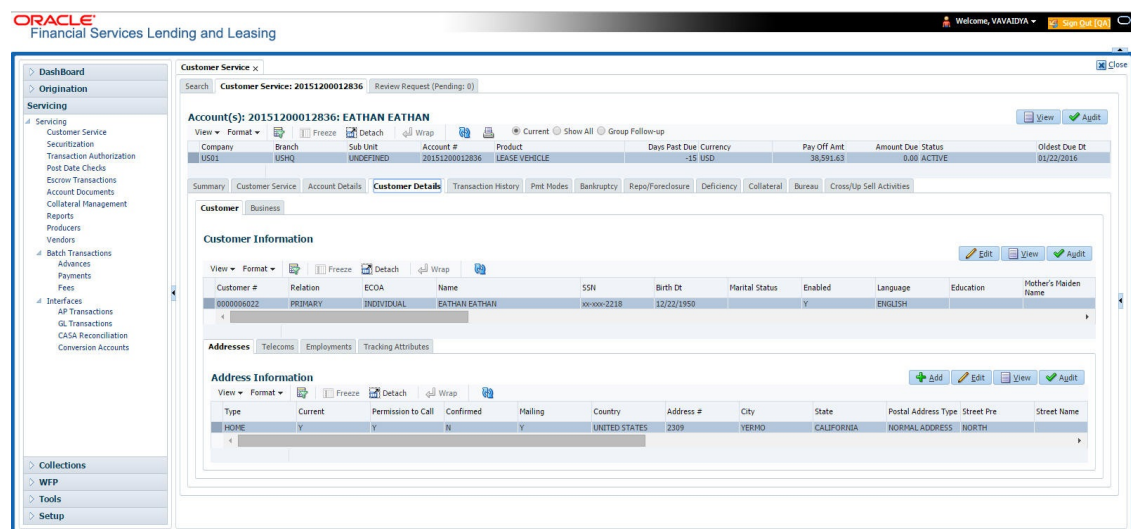 ORACLE
Financial Services Lending and Leasing
Welcome, VAVAIDYA
Sign Out [QA]
Close
DashBoard
Origination
Servicing
Servicing
Customer Service
Securitization
Transaction Authorization
Post Date Checks
Escrow Transactions
Account Documents
Collateral Management
Reports
Producers
Vendors
Batch Transactions
Advances
Payments
Fees
Interfaces
AP Transactions
GL Transactions
CASA Reconciliation
Conversion Accounts
Collections
WFP
Tools
Setup
Customer Service x
Search Customer Service: 20151200012836 Review Request (Pending: 0)
Account(s): 20151200012836: EATHAN EATHAN
View Audit
View Format Freeze Detach Wrap Current Show All Group Follow-up
Company Branch Sub Unit Account # Product Days Past Due Currency Pay Off Amt Amount Due Status Oldest Due Dt
US01 USHQ UNDEFINED 20151200012836 LEASE VEHICLE -15 USD 38,591.63 0.00 ACTIVE 01/22/2016
Summary Customer Service Account Details Customer Details Transaction History Pmt Modes Bankruptcy Repo/Foreclosure Deficiency Collateral Bureau Cross/Up Sell Activities
Customer Business
Customer Information
Edit View Audit
View Format Freeze Detach Wrap
Customer # Relation ECOA Name SSN Birth Dt Marital Status Enabled Language Education Mother's Maiden Name
0000006022 PRIMARY INDIVIDUAL EATHAN EATHAN xx-xxx-2218 12/22/1950 Y ENGLISH
Addresses Telecoms Employments Tracking Attributes
Address Information
Add Edit View Audit
View Format Freeze Detach Wrap
Type Current Permission to Call Confirmed Mailing Country Address # City State Postal Address Type Street Pre Street Name
HOME Y Y N Y UNITED STATES 2309 YERMO CALIFORNIA NORMAL ADDRESS NORTH